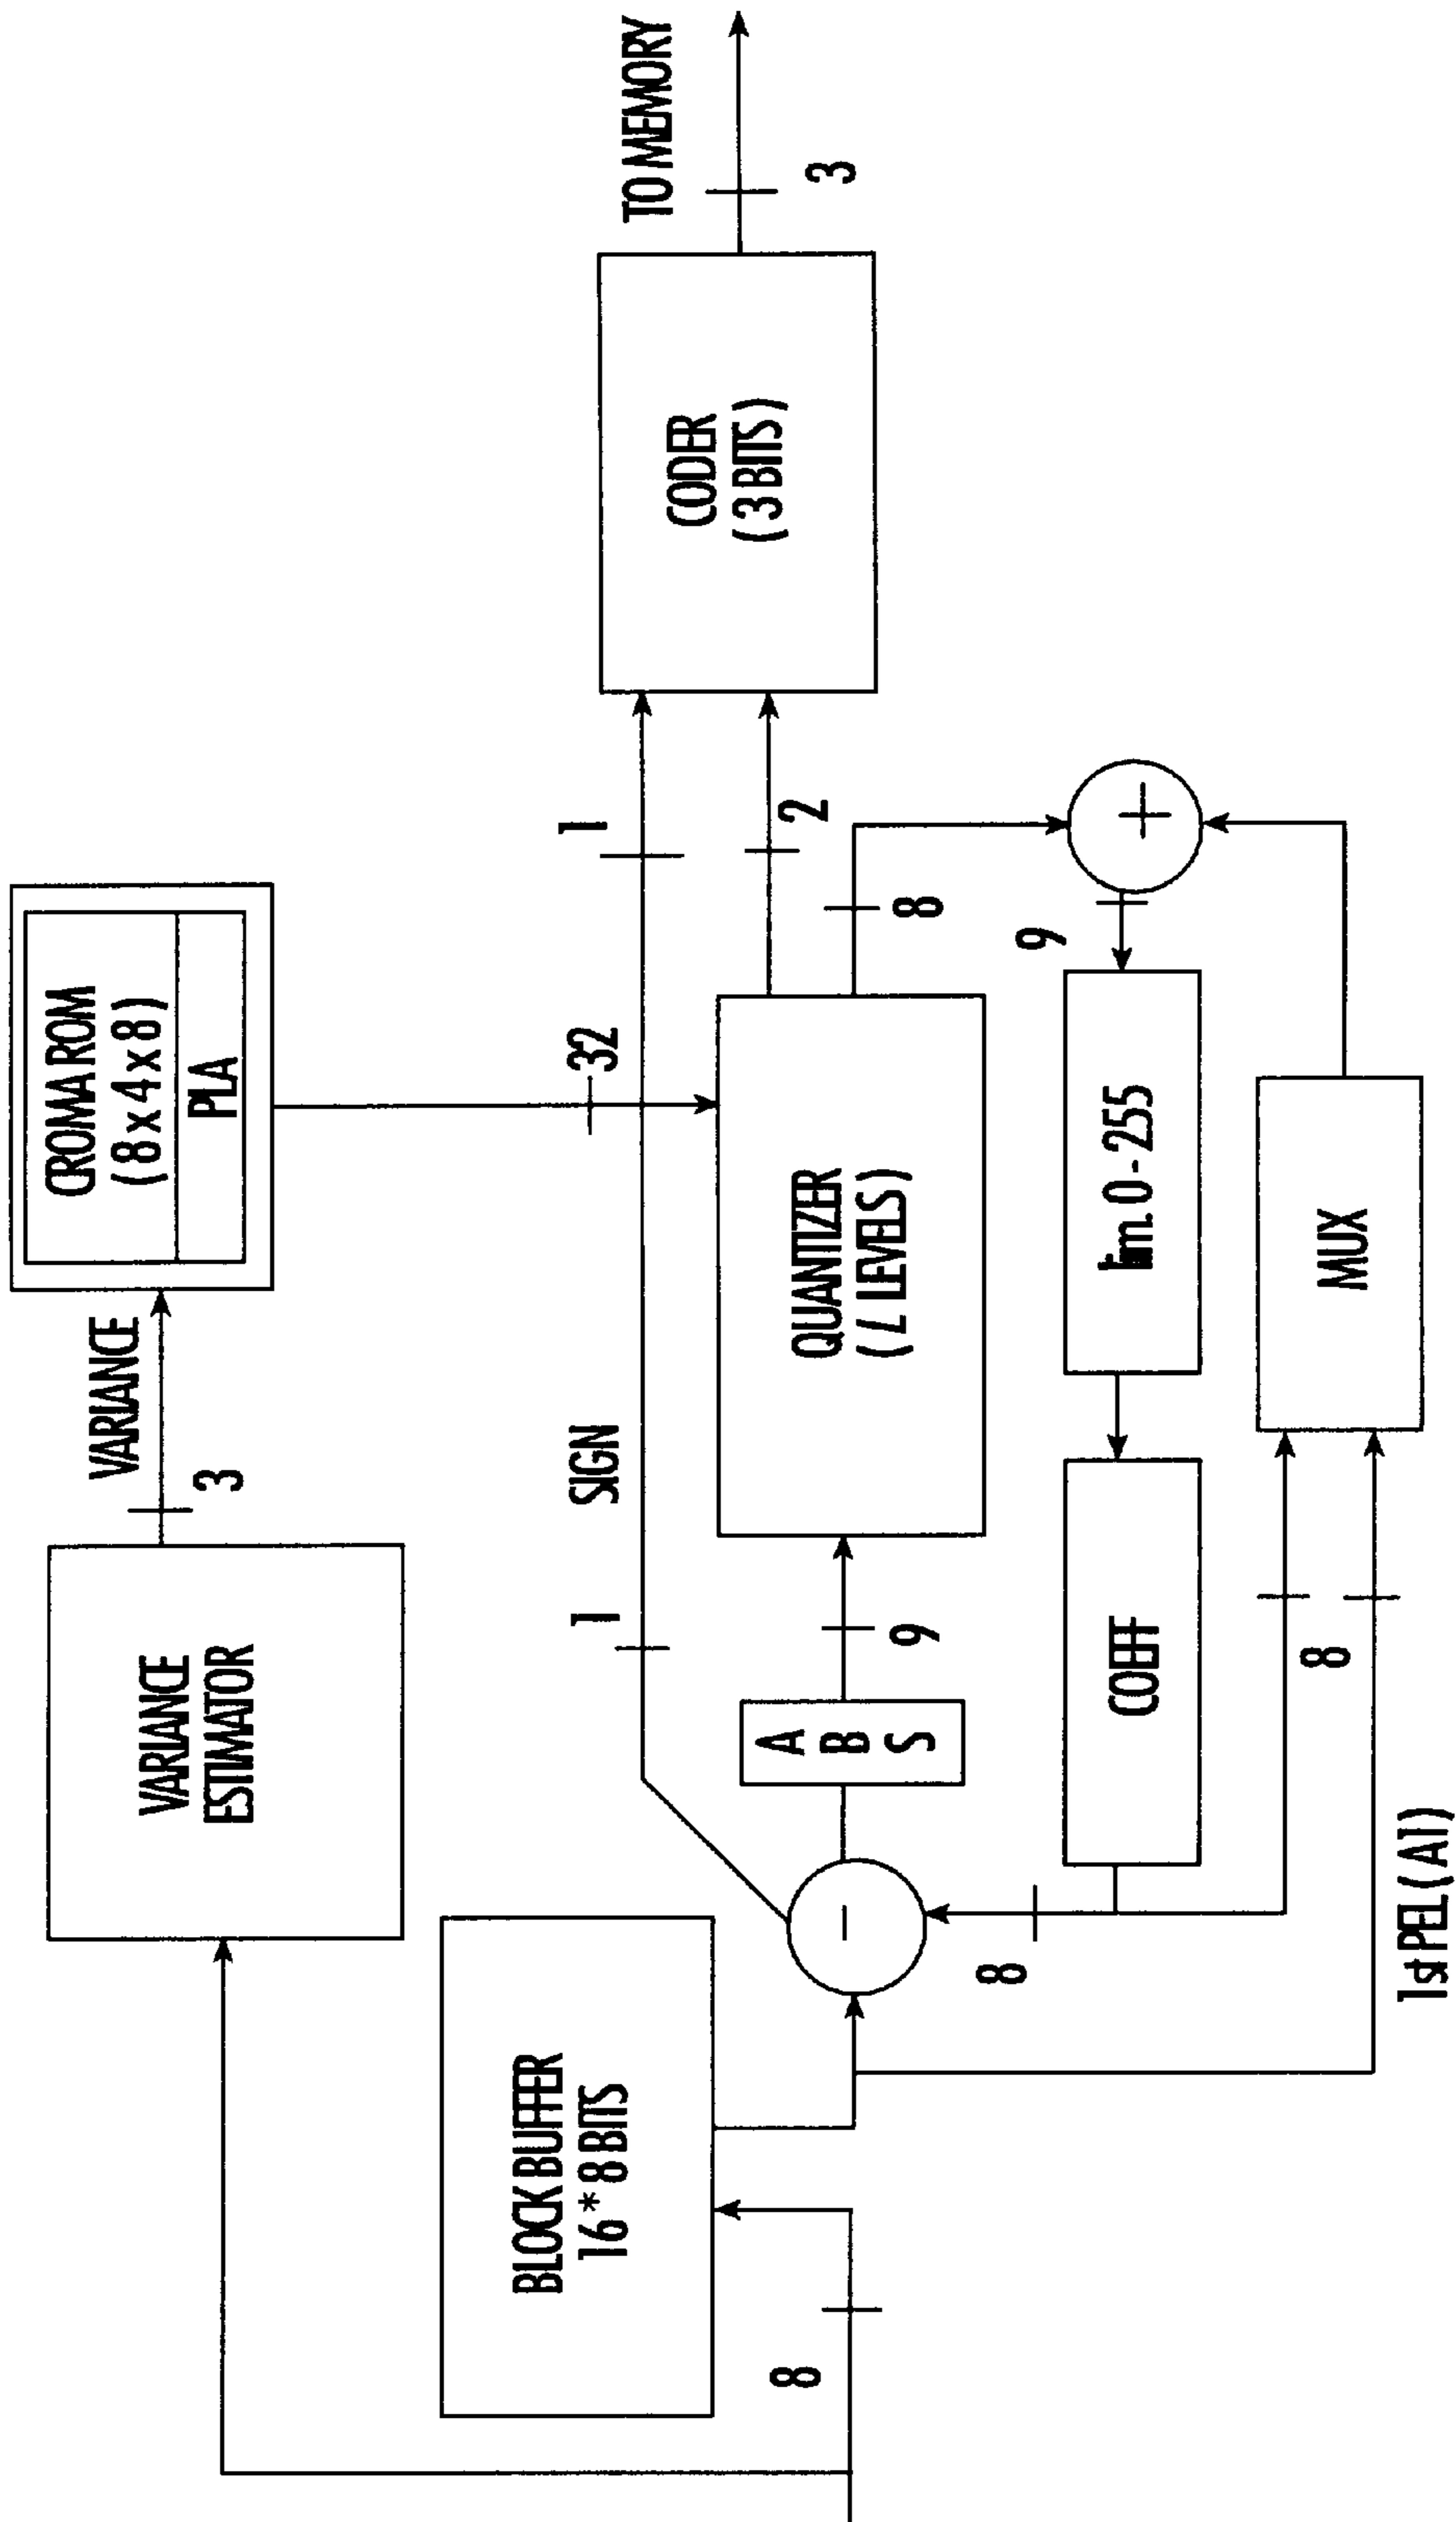 8
BLOCK BUFFER
16 * 8 BITS
VARIANCE
ESTIMATOR
3
VARIANCE
CROMA ROM
(8 x 4 x 8)
PLA
32
1
SIGN
1
A
B
S
9
QUANTIZER
(L LEVELS)
2
8
CODER
(3 BITS)
TO MEMORY
3
9
lim. 0 - 255
COEFF
8
8
MUX
1st PEL (A1)
+
-